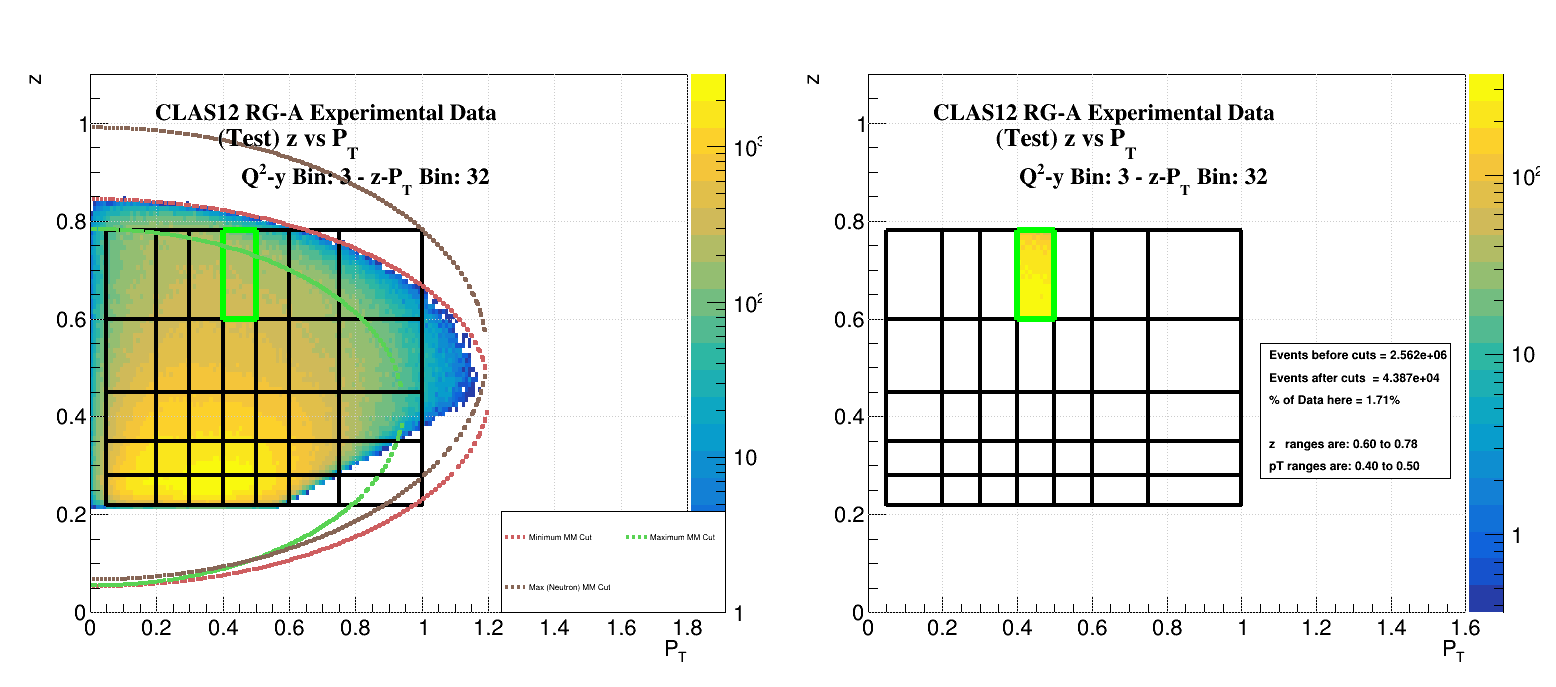 CLAS12 RG-A Experimental Data
(Test) z vs P_T
Q²-y Bin: 3 - z-P_T Bin: 32
z
1
0.8
0.6
0.4
0.2
0
0 0.2 0.4 0.6 0.8 1 1.2 1.6 1.8
P_T
10³
10²
10
1
Minimum MM Cut
Maximum MM Cut
Max (Neutron) MM Cut
CLAS12 RG-A Experimental Data
(Test) z vs P_T
Q²-y Bin: 3 - z-P_T Bin: 32
z
1
0.8
0.6
0.4
0.2
0
0 0.2 0.4 0.6 0.8 1 1.2 1.4 1.6
P_T
10²
10
1
Events before cuts = 2.562e+06
Events after cuts = 4.387e+04
% of Data here = 1.71%
z ranges are: 0.60 to 0.78
pT ranges are: 0.40 to 0.50